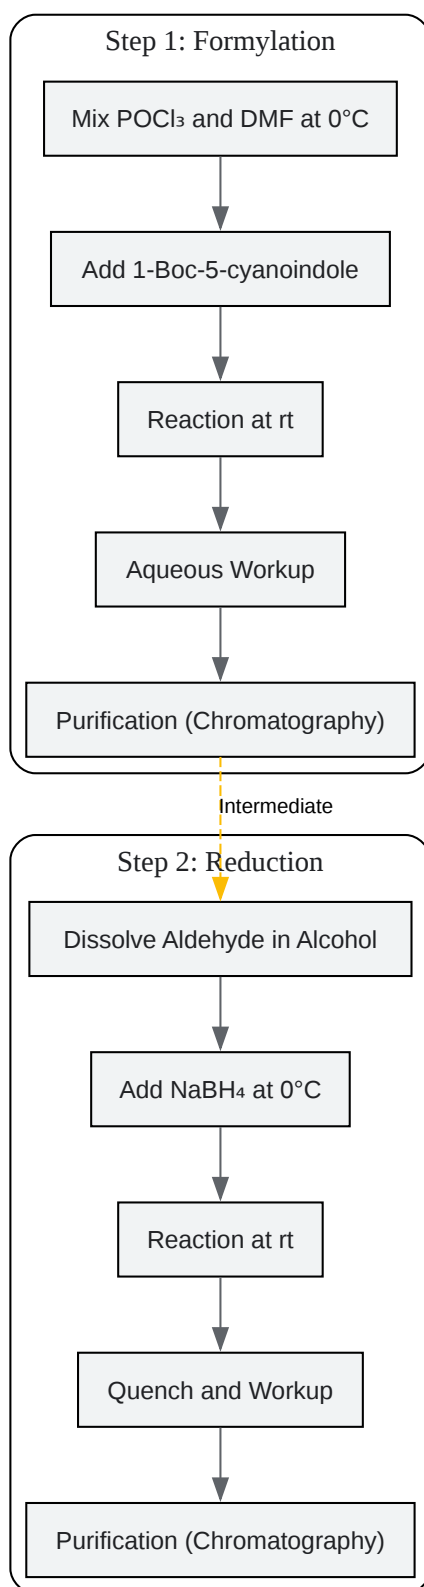 Step 1: Formylation
Mix POCl₃ and DMF at 0°C
Add 1-Boc-5-cyanoindole
Reaction at rt
Aqueous Workup
Purification (Chromatography)
Intermediate
Step 2: Reduction
Dissolve Aldehyde in Alcohol
Add NaBH₄ at 0°C
Reaction at rt
Quench and Workup
Purification (Chromatography)